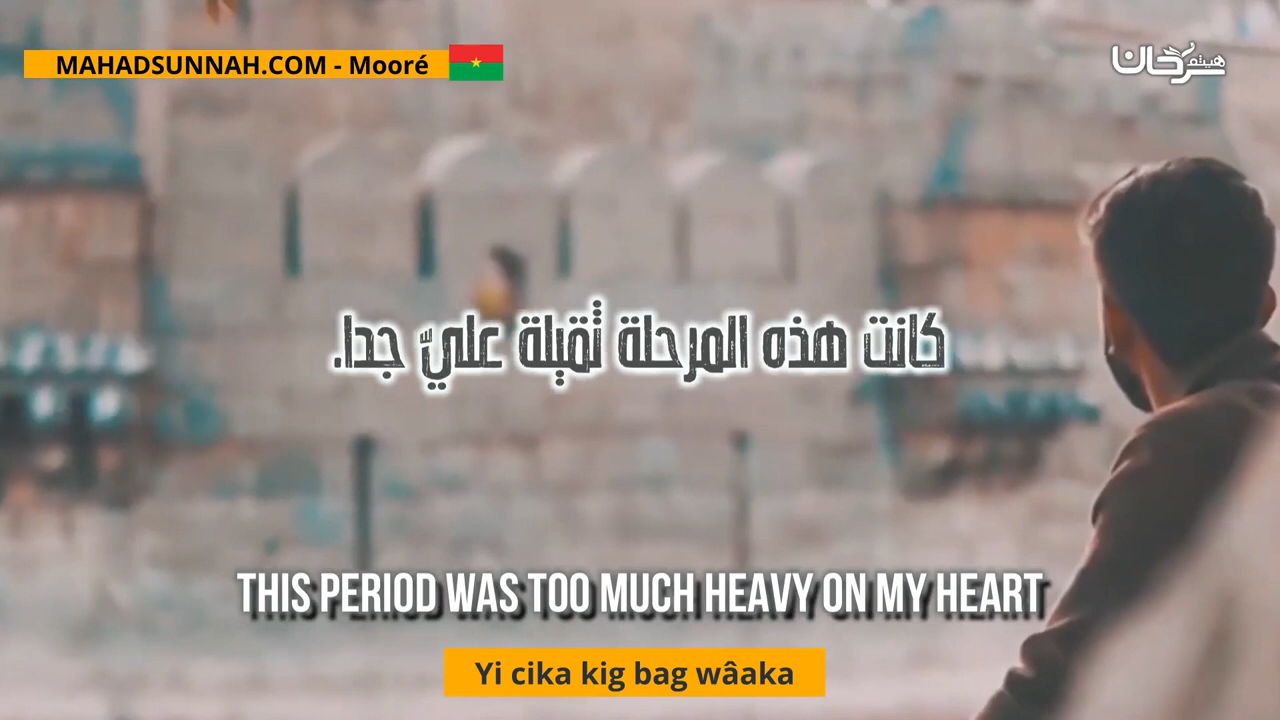 MAHADSUNNAH.COM - Mooré
هيثم سرحان
كانت هذه المرحلة ثقيلة عليّ جدا.
THIS PERIOD WAS TOO MUCH HEAVY ON MY HEART
Yi cika kig bag wâaka